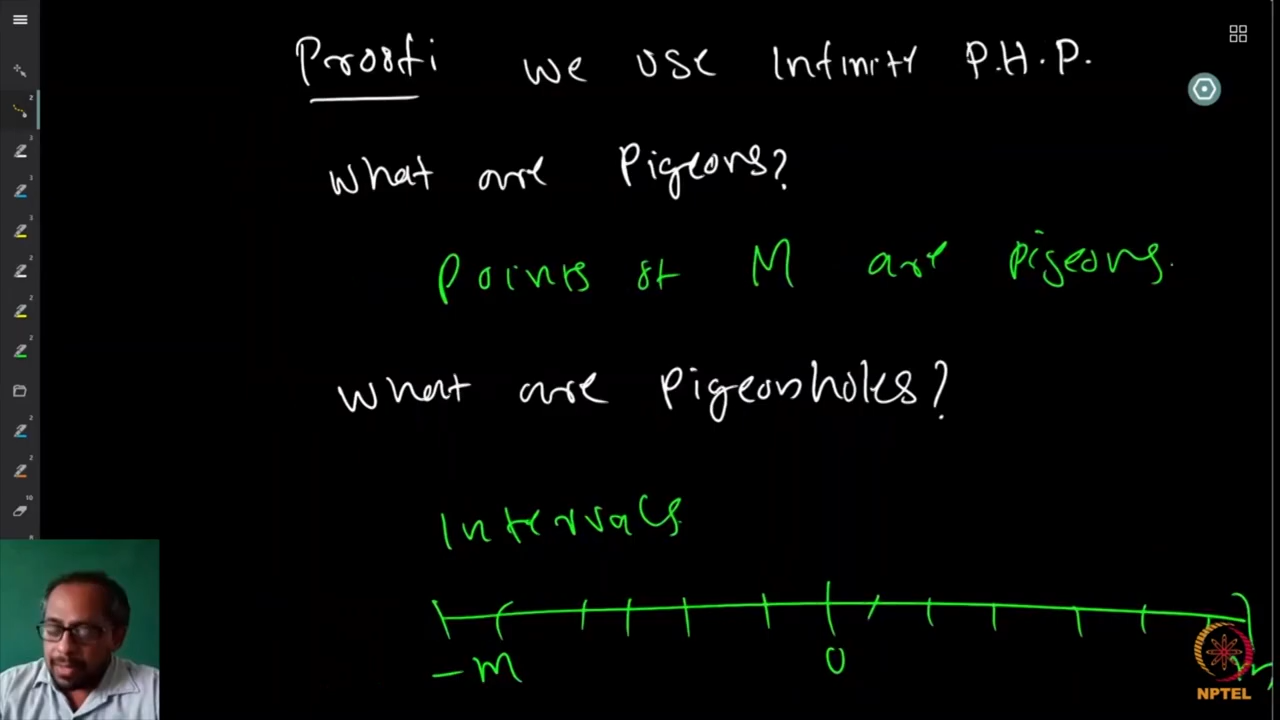 Proof: We use Infinity P.H.P.
What are Pigeons?
Points of M are pigeons.
What are Pigeonholes?
Intervals
-m 0
NPTEL